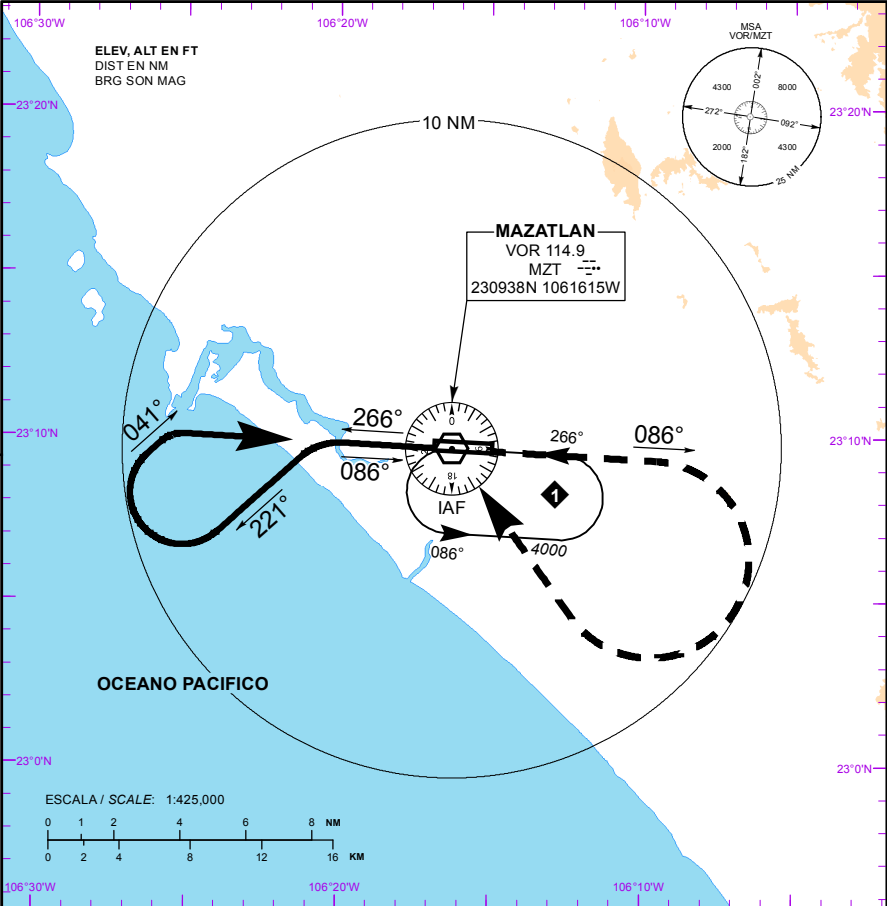 106°30'W
106°20'W
106°10'W
ELEV, ALT EN FT
DIST EN NM
BRG SON MAG
MSA
VOR/MZT
4300
002°
8000
272°
092°
2000
182°
4300
25 NM
23°20'N
23°20'N
10 NM
MAZATLAN
VOR 114.9
MZT
230938N 1061615W
041°
266°
086°
221°
0
18
IAF
266°
086°
1
086°
4000
23°10'N
23°10'N
OCEANO PACIFICO
23°0'N
23°0'N
ESCALA / SCALE: 1:425,000
0 1 2 4 6 8 NM
0 2 4 8 12 16 KM
106°30'W
106°20'W
106°10'W